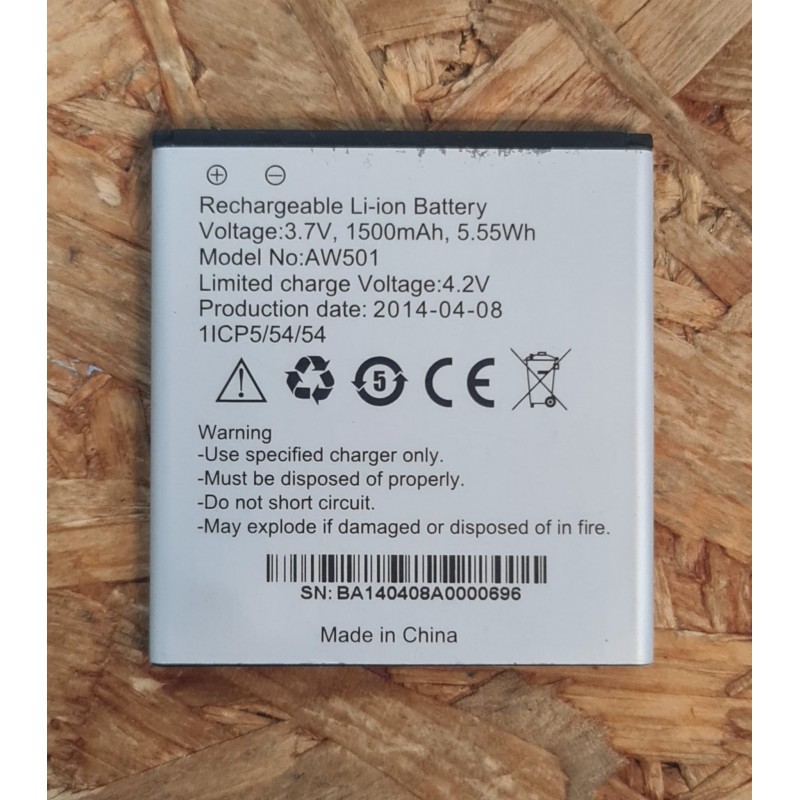 Rechargeable Li-ion Battery
Voltage:3.7V, 1500mAh, 5.55Wh
Model No:AW501
Limited charge Voltage:4.2V
Production date: 2014-04-08
1ICP5/54/54
5 CE
Warning
-Use specified charger only.
-Must be disposed of properly.
-Do not short circuit.
-May explode if damaged or disposed of in fire.
SN: BA140408A0000696
Made in China